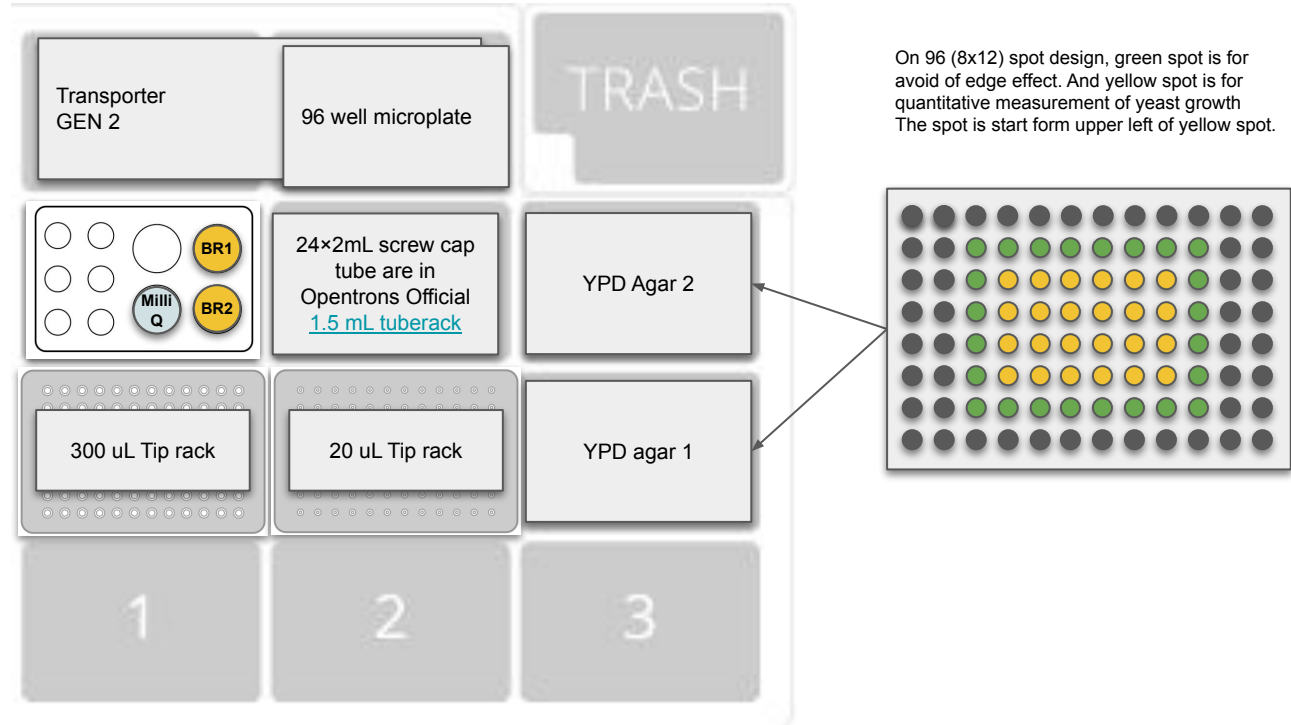 Transporter
GEN 2
96 well microplate
TRASH
On 96 (8x12) spot design, green spot is for
avoid of edge effect. And yellow spot is for
quantitative measurement of yeast growth
The spot is start form upper left of yellow spot.
BR1
Milli
Q
BR2
24×2mL screw cap
tube are in
Opentrons Official
1.5 mL tuberack
YPD Agar 2
300 uL Tip rack
20 uL Tip rack
YPD agar 1
1
2
3